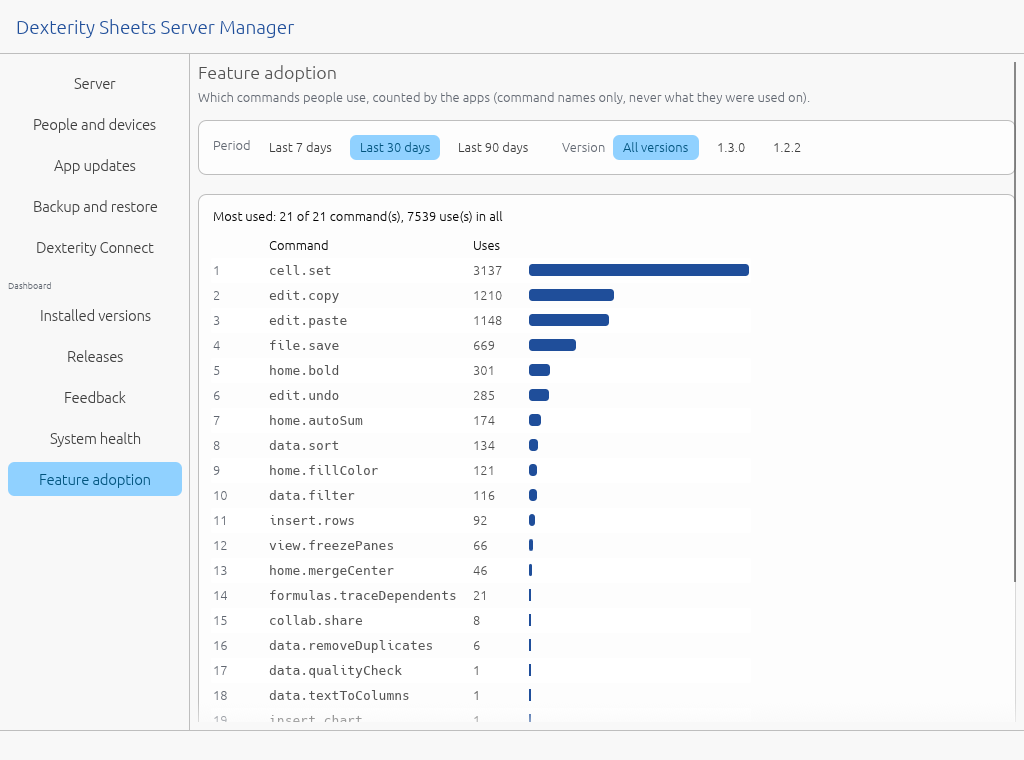 Dexterity Sheets Server Manager
Server
People and devices
App updates
Backup and restore
Dexterity Connect
Dashboard
Installed versions
Releases
Feedback
System health
Feature adoption
Feature adoption
Which commands people use, counted by the apps (command names only, never what they were used on).
Period Last 7 days Last 30 days Last 90 days Version All versions 1.3.0 1.2.2
Most used: 21 of 21 command(s), 7539 use(s) in all
Command Uses
1 cell.set 3137
2 edit.copy 1210
3 edit.paste 1148
4 file.save 669
5 home.bold 301
6 edit.undo 285
7 home.autoSum 174
8 data.sort 134
9 home.fillColor 121
10 data.filter 116
11 insert.rows 92
12 view.freezePanes 66
13 home.mergeCenter 46
14 formulas.traceDependents 21
15 collab.share 8
16 data.removeDuplicates 6
17 data.qualityCheck 1
18 data.textToColumns 1
19 insert.chart 1